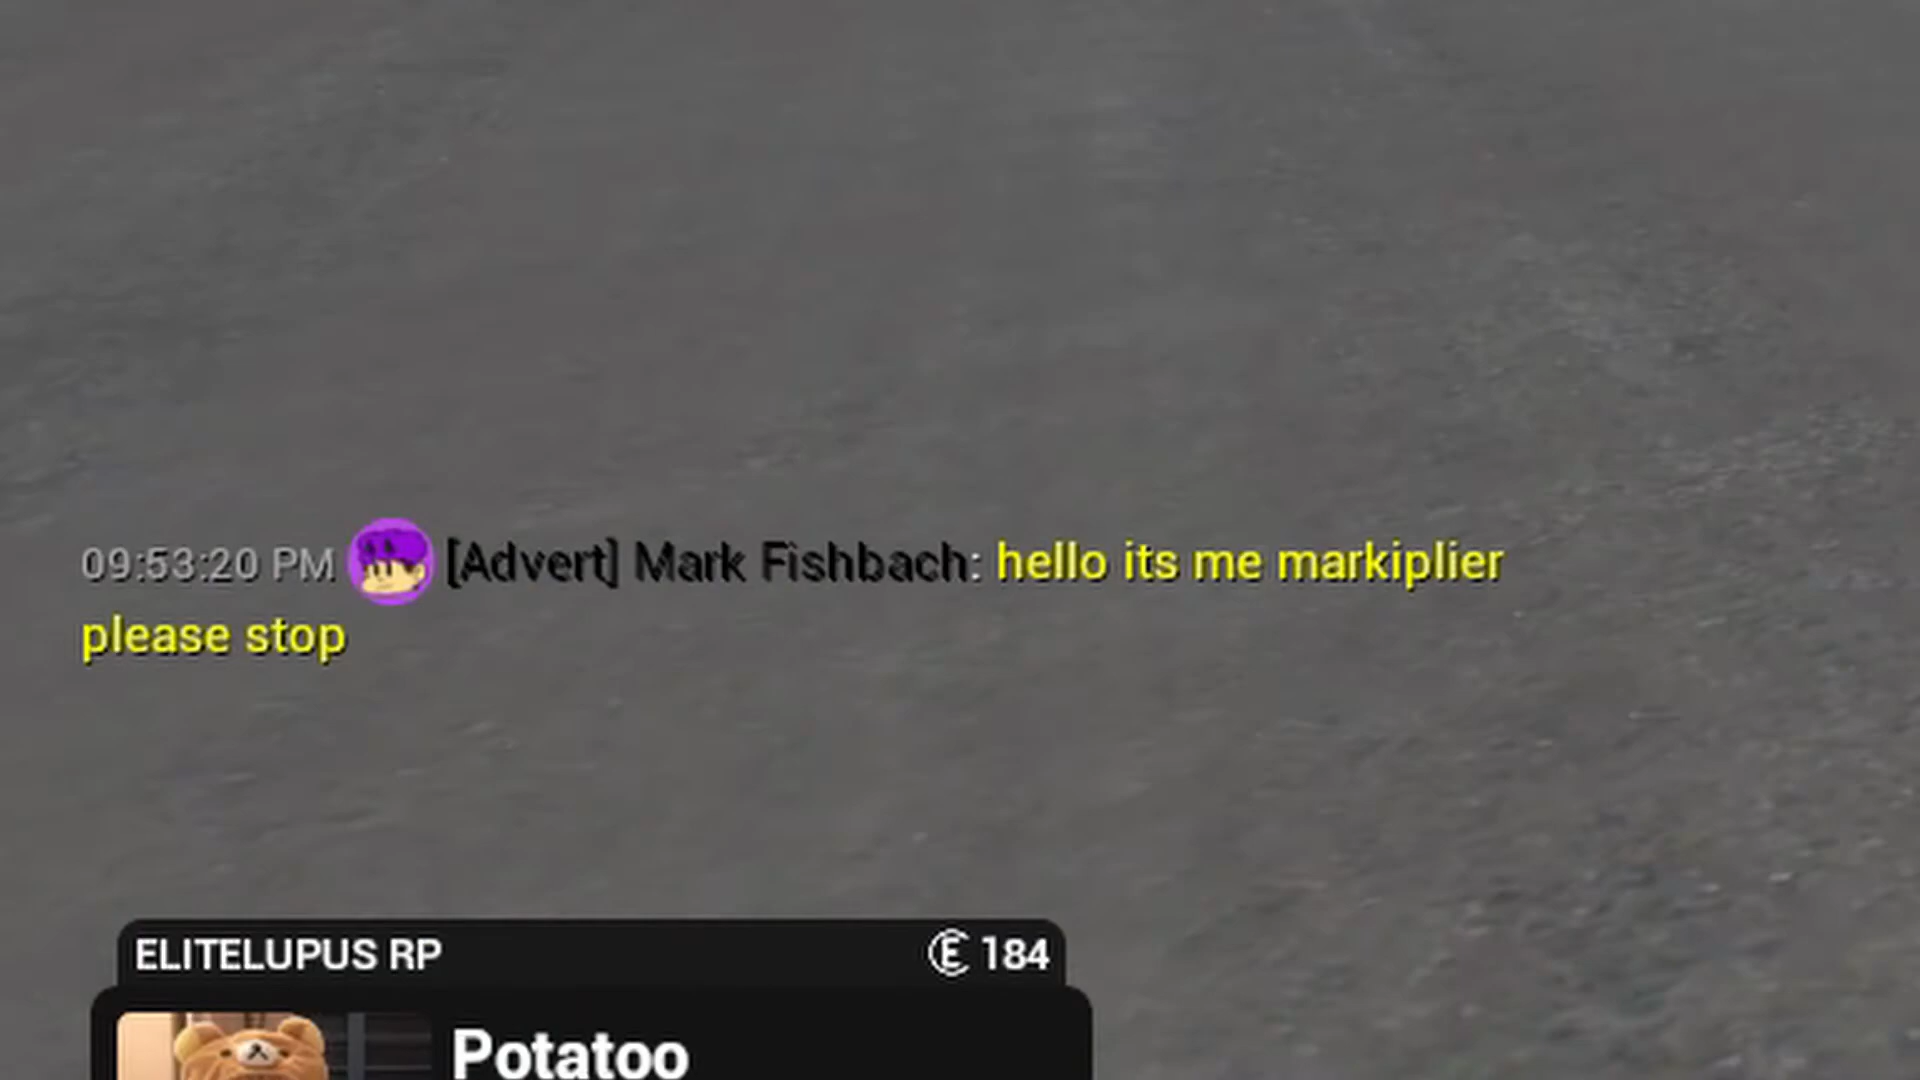 09:53:20 PM [Advert] Mark Fishbach: hello its me markiplier
please stop
ELITELUPUS RP 184
Potatoo